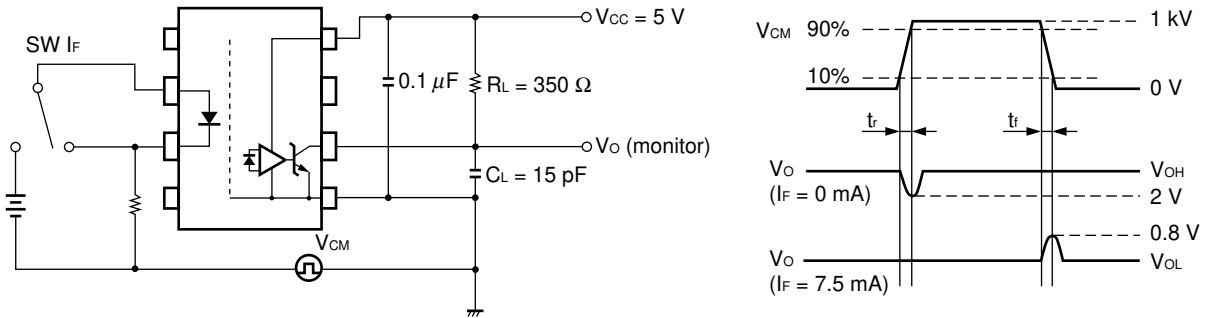 SW IF
VCC = 5 V
0.1 μF
RL = 350 Ω
VO (monitor)
CL = 15 pF
VCM
VCM 90%
10%
1 kV
0 V
tr
tf
VO
(IF = 0 mA)
VOH
2 V
0.8 V
VO
(IF = 7.5 mA)
VOL